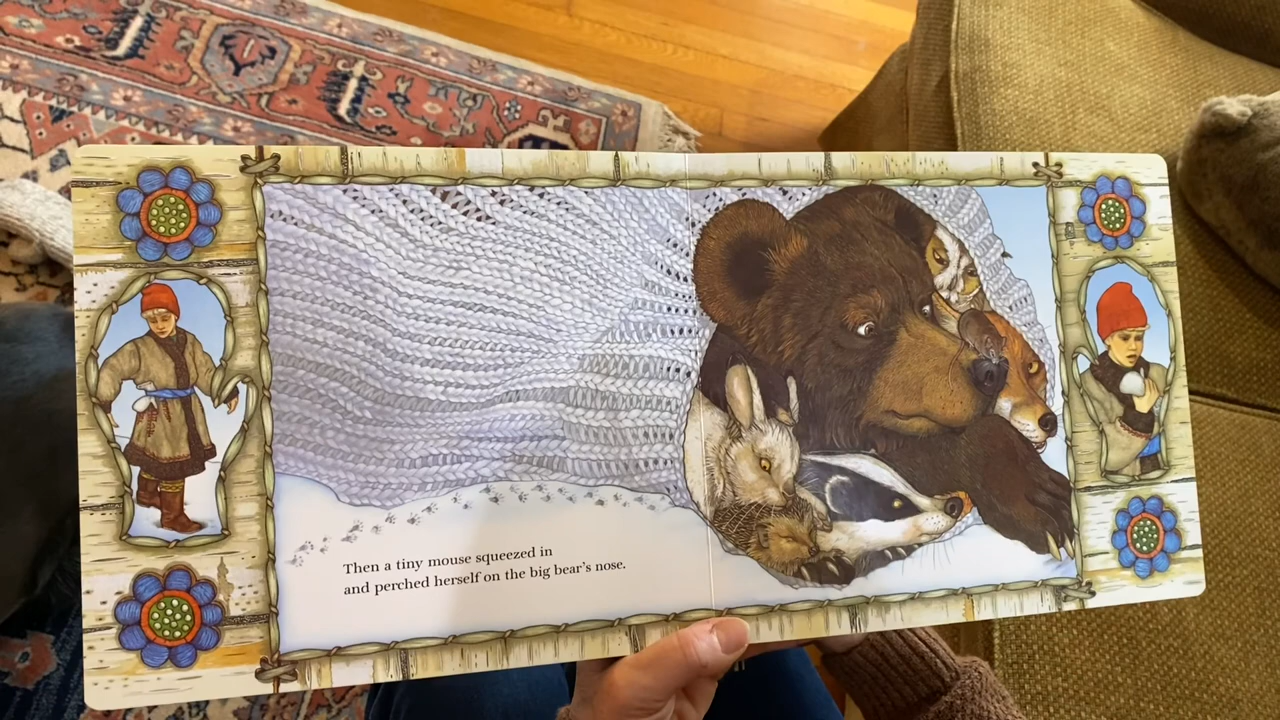 Then a tiny mouse squeezed in
and perched herself on the big bear's nose.